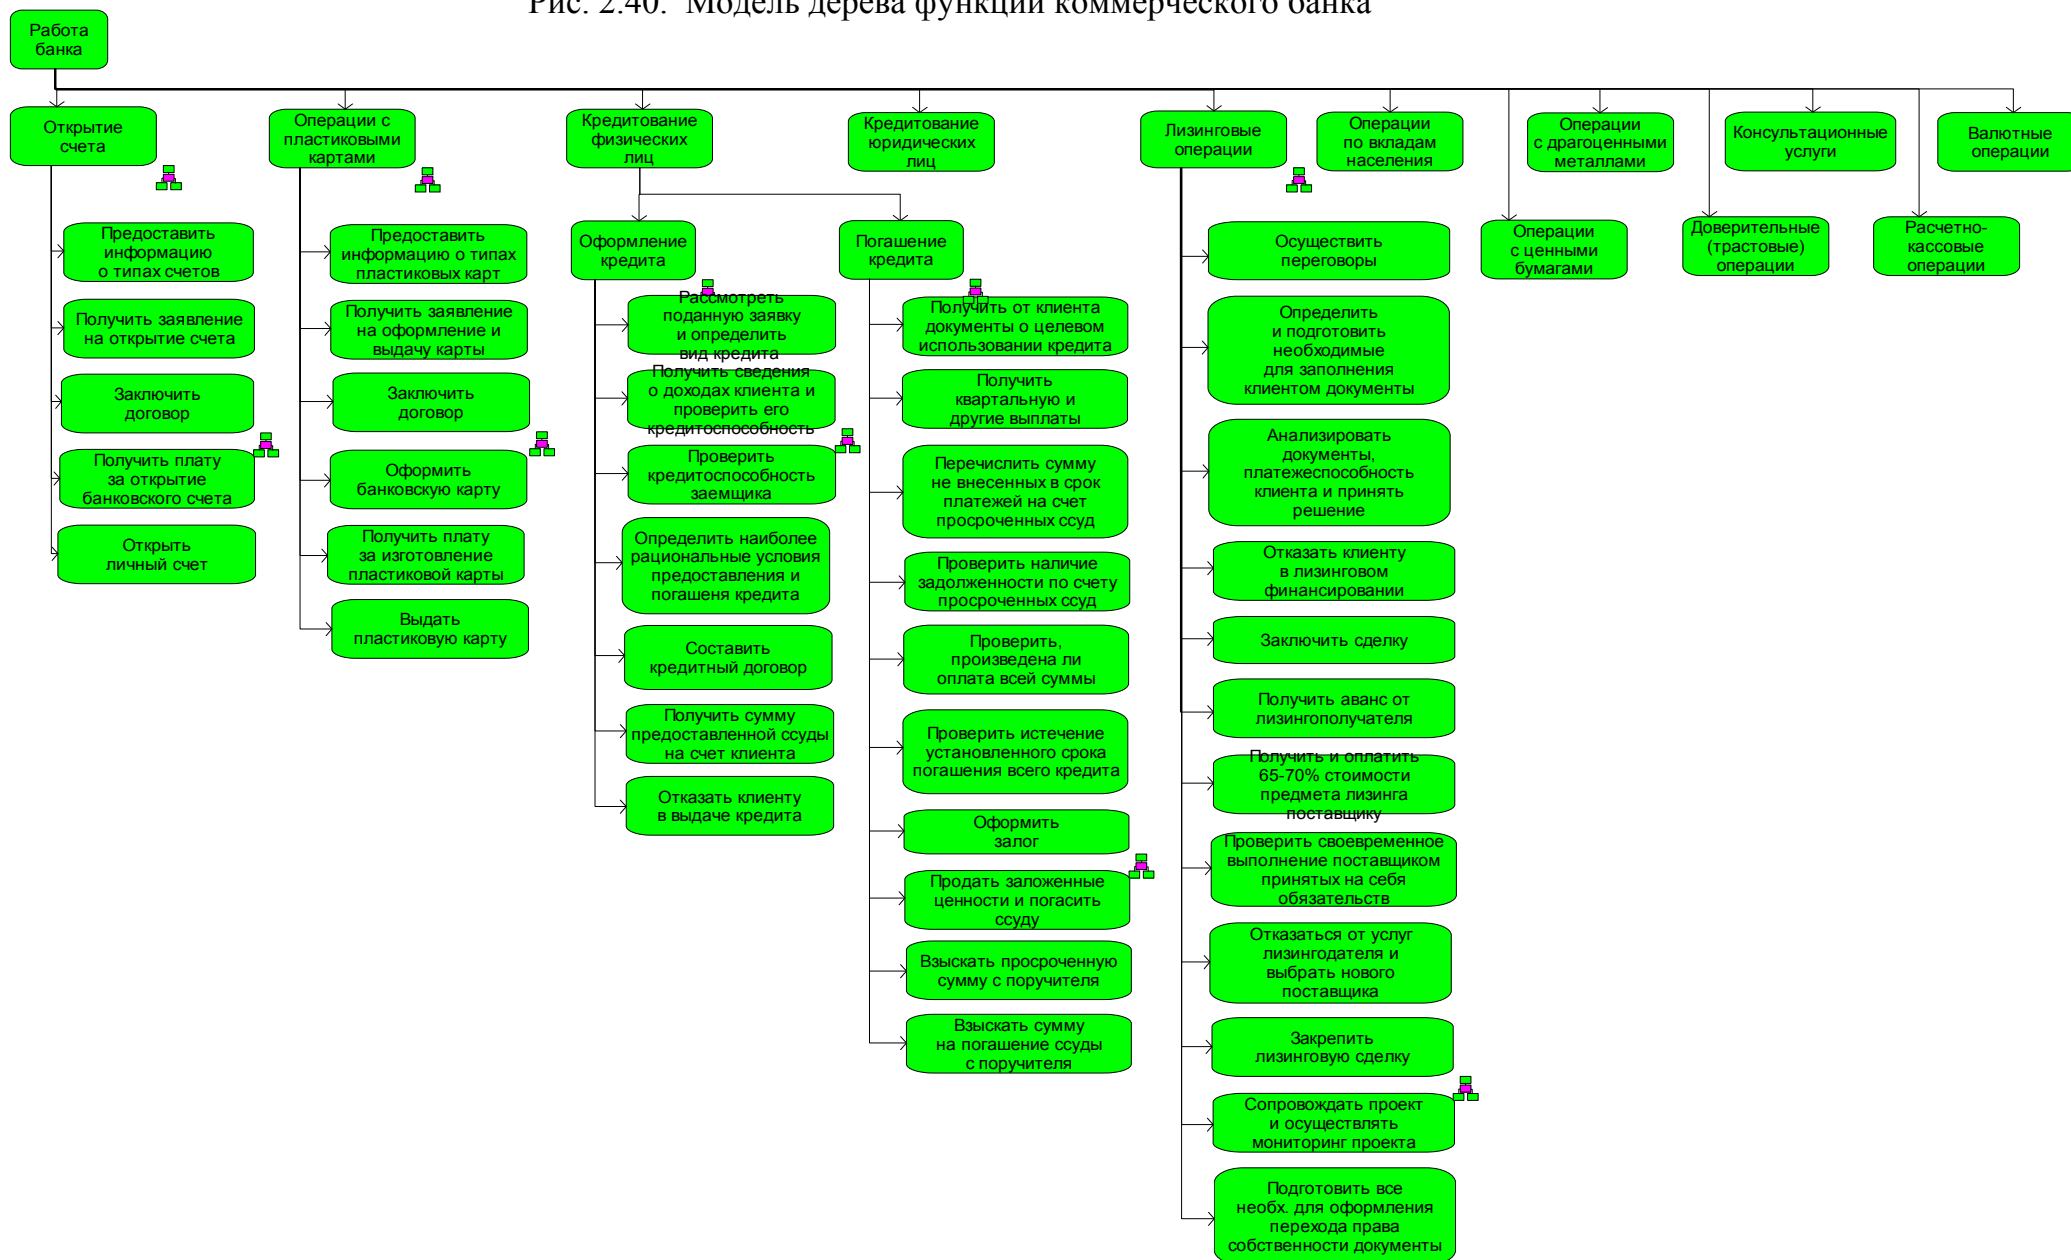 Рис. 2.40. Модель дерева функций коммерческого банка
Работа
банка
Открытие
счета
Операции с
пластиковыми
картами
Кредитование
физических
лиц
Кредитование
юридических
лиц
Лизинговые
операции
Операции
по вкладам
населения
Операции
с драгоценными
металлами
Консультационные
услуги
Валютные
операции
Операции
с ценными
бумагами
Доверительные
(трастовые)
операции
Расчетно-
кассовые
операции
Предоставить
информацию
о типах счетов
Получить заявление
на открытие счета
Заключить
договор
Получить плату
за открытие
банковского счета
Открыть
личный счет
Предоставить
информацию о типах
пластиковых карт
Получить заявление
на оформление и
выдачу карты
Заключить
договор
Оформить
банковскую карту
Получить плату
за изготовление
пластиковой карты
Выдать
пластиковую карту
Оформление
кредита
Рассмотреть
поданную заявку
и определить
вид кредита
Получить сведения
о доходах клиента и
проверить его
кредитоспособность
Проверить
кредитоспособность
заемщика
Определить наиболее
рациональные условия
предоставления и
погашеня кредита
Составить
кредитный договор
Получить сумму
предоставленной ссуды
на счет клиента
Отказать клиенту
в выдаче кредита
Погашение
кредита
Получить от клиента
документы о целевом
использовании кредита
Получить
квартальную и
другие выплаты
Перечислить сумму
не внесенных в срок
платежей на счет
просроченных ссуд
Проверить наличие
задолженности по счету
просроченных ссуд
Проверить,
произведена ли
оплата всей суммы
Проверить истечение
установленного срока
погашения всего кредита
Оформить
залог
Продать заложенные
ценности и погасить
ссуду
Взыскать просроченную
сумму с поручителя
Взыскать сумму
на погашение ссуды
с поручителя
Осуществить
переговоры
Определить
и подготовить
необходимые
для заполнения
клиентом документы
Анализировать
документы,
платежеспособность
клиента и принять
решение
Отказать клиенту
в лизинговом
финансировании
Заключить сделку
Получить аванс от
лизингополучателя
Получить и оплатить
65-70% стоимости
предмета лизинга
поставщику
Проверить своевременное
выполнение поставщиком
принятых на себя
обязательств
Отказаться от услуг
лизингодателя и
выбрать нового
поставщика
Закрепить
лизинговую сделку
Сопровождать проект
и осуществлять
мониторинг проекта
Подготовить все
необх. для оформления
перехода права
собственности документы